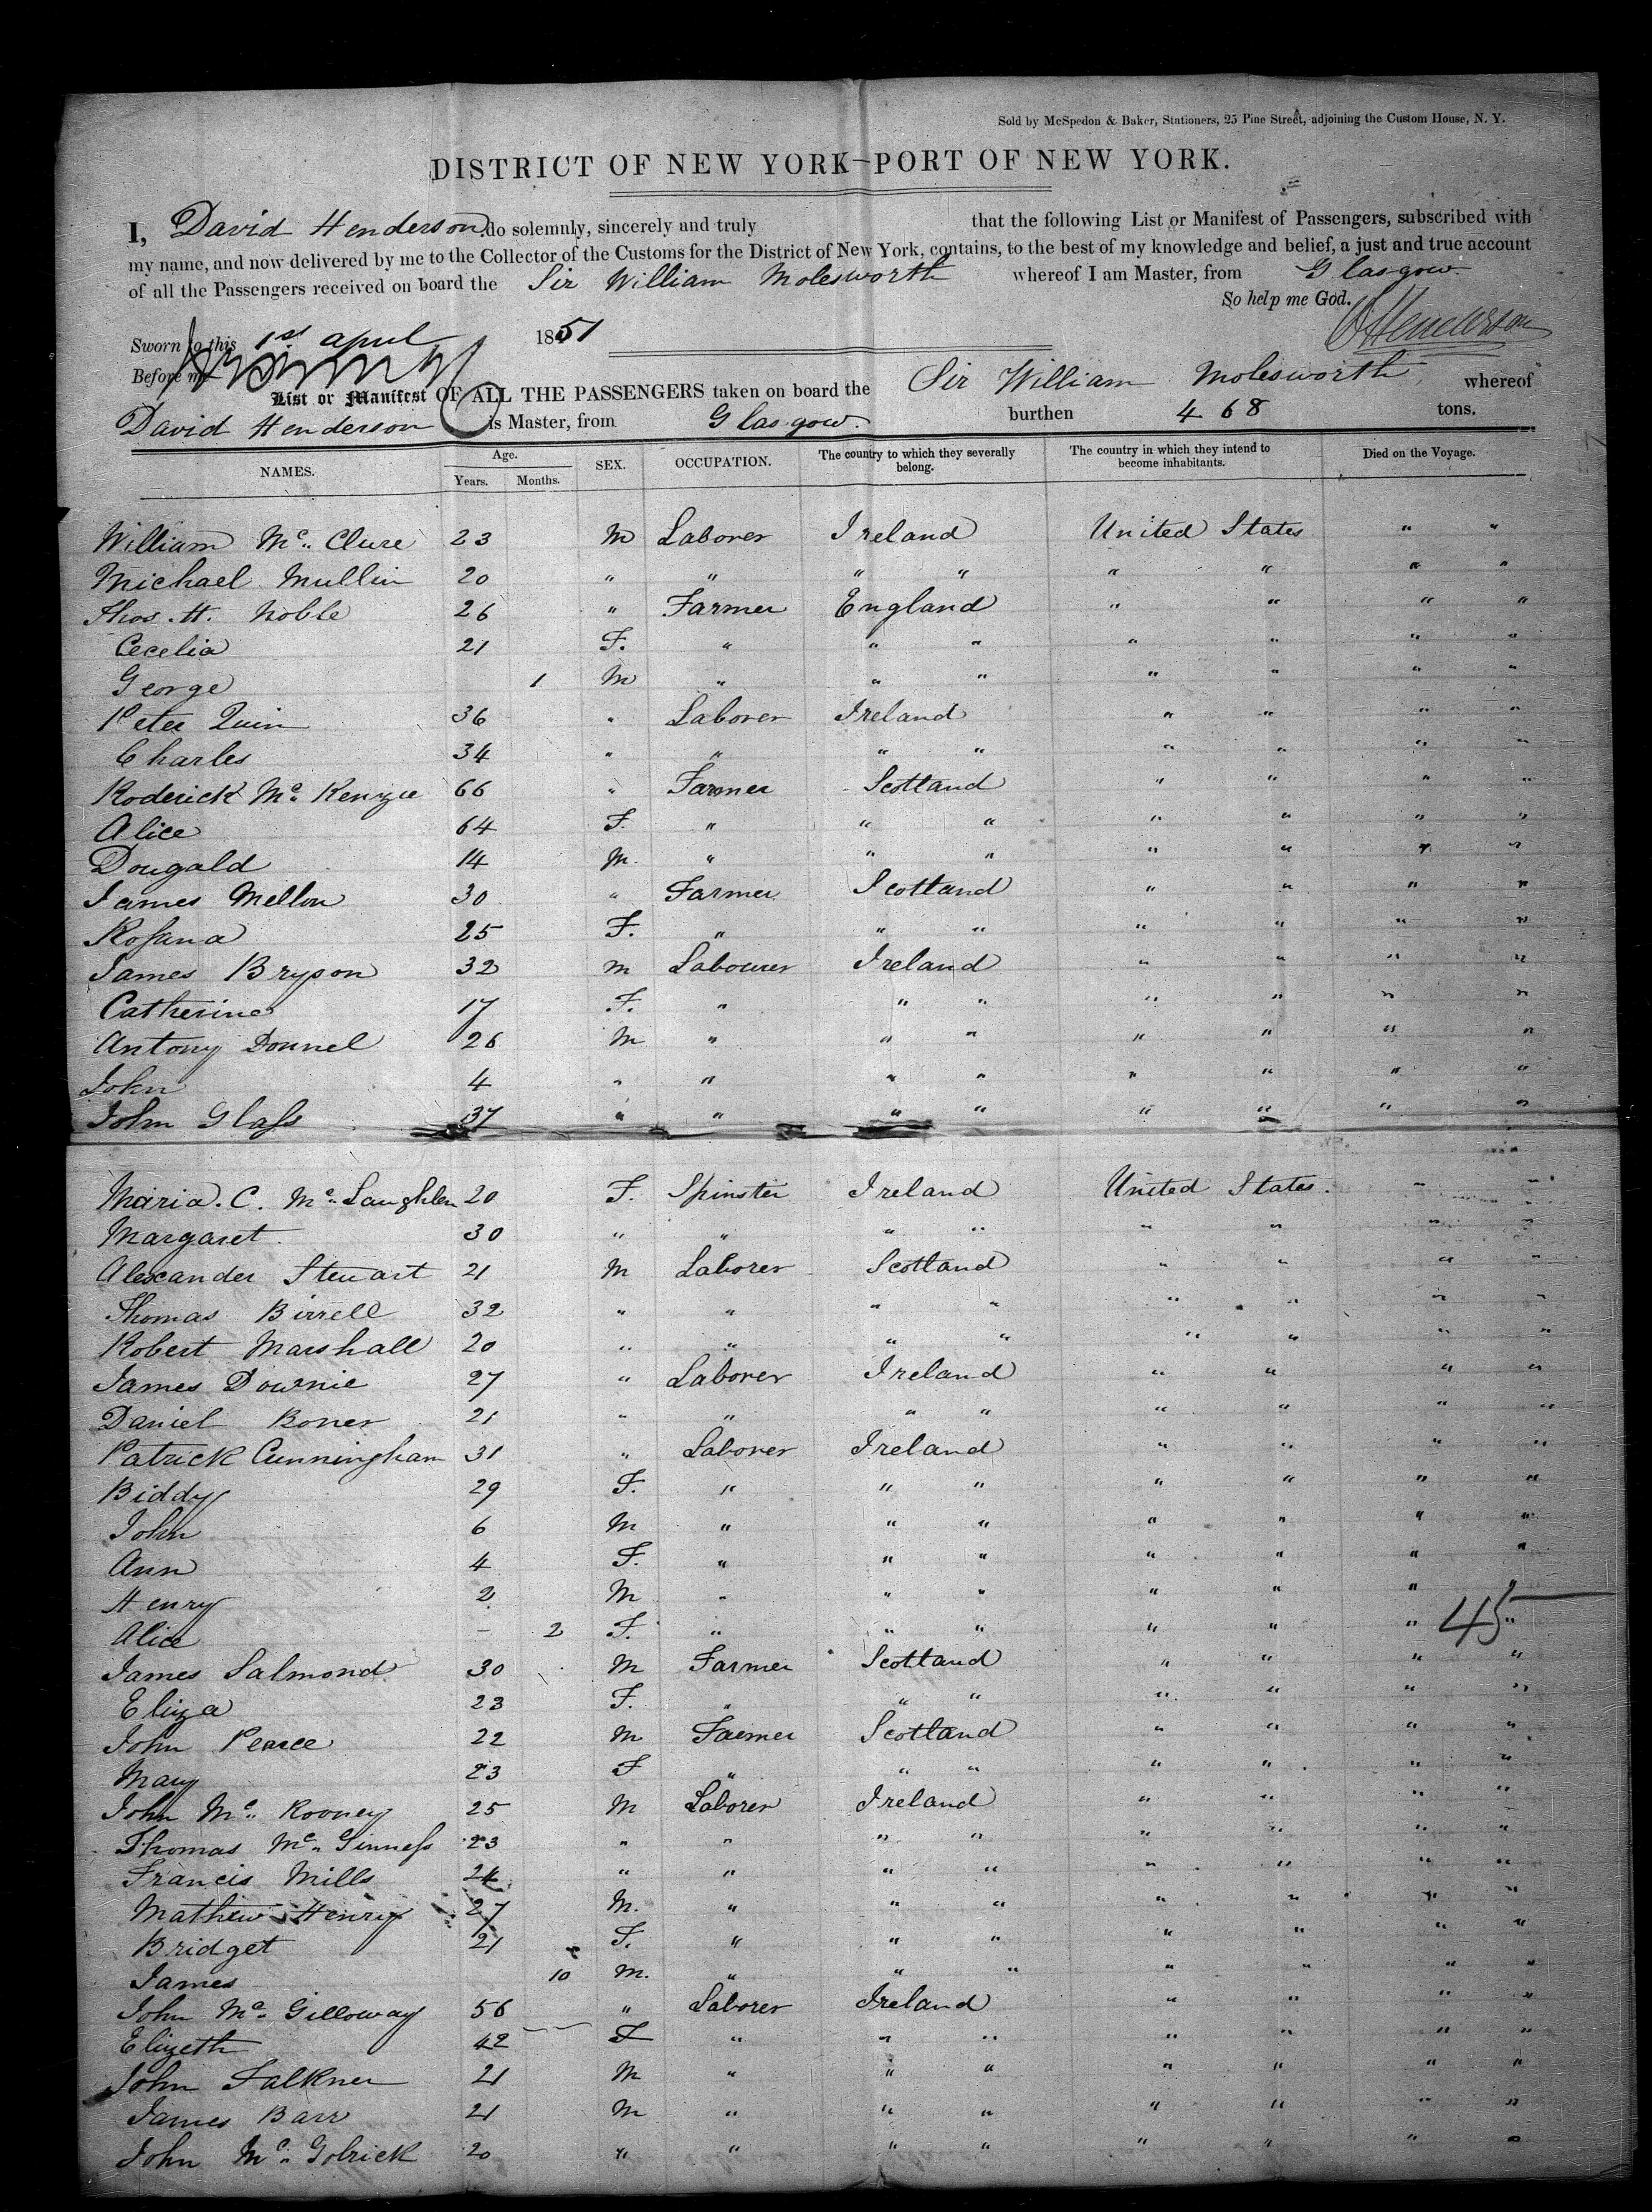 Sold by McSpedon & Baker, Stationers, 25 Pine Street, adjoining the Custom House, N. Y.
DISTRICT OF NEW YORK—PORT OF NEW YORK.
I, David Henderson do solemnly, sincerely and truly that the following List or Manifest of Passengers, subscribed with
my name, and now delivered by me to the Collector of the Customs for the District of New York, contains, to the best of my knowledge and belief, a just and true account
of all the Passengers received on board the Sir William Molesworth whereof I am Master, from Glasgow.
So help me God.
Sworn to this 1st April 1851 Henderson
Before me
List or Manifest OF ALL THE PASSENGERS taken on board the Sir William Molesworth whereof
David Henderson is Master, from Glasgow. burthen 468 tons.
NAMES. Age. Years. Months. SEX. OCCUPATION. The country to which they severally belong. The country in which they intend to become inhabitants. Died on the Voyage.
William Mc Clure 23 M Laborer Ireland United States " "
Michael Mullin 20 " " " " " " " "
Thos. H. Noble 26 " Farmer England " " " "
Cecelia 21 F. " " " " " " "
George 1 M " " " " " " "
Peter Quin 36 " Laborer Ireland " " " "
Charles 34 " " " " " " " "
Roderick Mc Kenzie 66 " Farmer Scotland " " " "
Alice 64 F. " " " " " " "
Dougald 14 M. " " " " " " "
James Mellon 30 " Farmer Scotland " " " "
Rosana 25 F. " " " " " " "
James Bryson 32 M Labourer Ireland " " " "
Catherine 17 F. " " " " " " "
Antony Donnel 26 M " " " " " " "
John 4 " " " " " " " "
John Glass 37 " " " " " " " "
Maria. C. Mc Laughlen 20 F. Spinster Ireland United States. " "
Margaret 30 " " " " " " " "
Alexander Stewart 21 M Laborer Scotland " " " "
Thomas Birrell 32 " " " " " " " "
Robert Marshall 20 " " " " " " " "
James Downie 27 " Laborer Ireland " " " "
Daniel Boner 21 " " " " " " " "
Patrick Cunningham 31 " Laborer Ireland " " " "
Biddy 29 F. " " " " " " "
John 6 M " " " " " " "
Ann 4 F. " " " " " " "
Henry 2 M " " " " " " "
Alice - 2 F. " " " " " " 45 "
James Salmond 30 M Farmer Scotland " " " "
Eliza 23 F. " " " " " " "
John Pearce 22 M Farmer Scotland " " " "
Mary 23 F " " " " " " "
John Mc Rooney 25 M Laborer Ireland " " " "
Thomas Mc Ginness 23 " " " " " " " "
Francis Mills 24 " " " " " " " "
Mathew Henry 27 M. " " " " " " "
Bridget 21 F. " " " " " " "
James 10 M. " " " " " " "
John Mc Gilloway 56 " Laborer Ireland " " " "
Elizeth 42 F " " " " " " "
John Falkner 21 M " " " " " " "
James Barr 21 M " " " " " " "
John Mc Golrick 20 " " " " " " " "